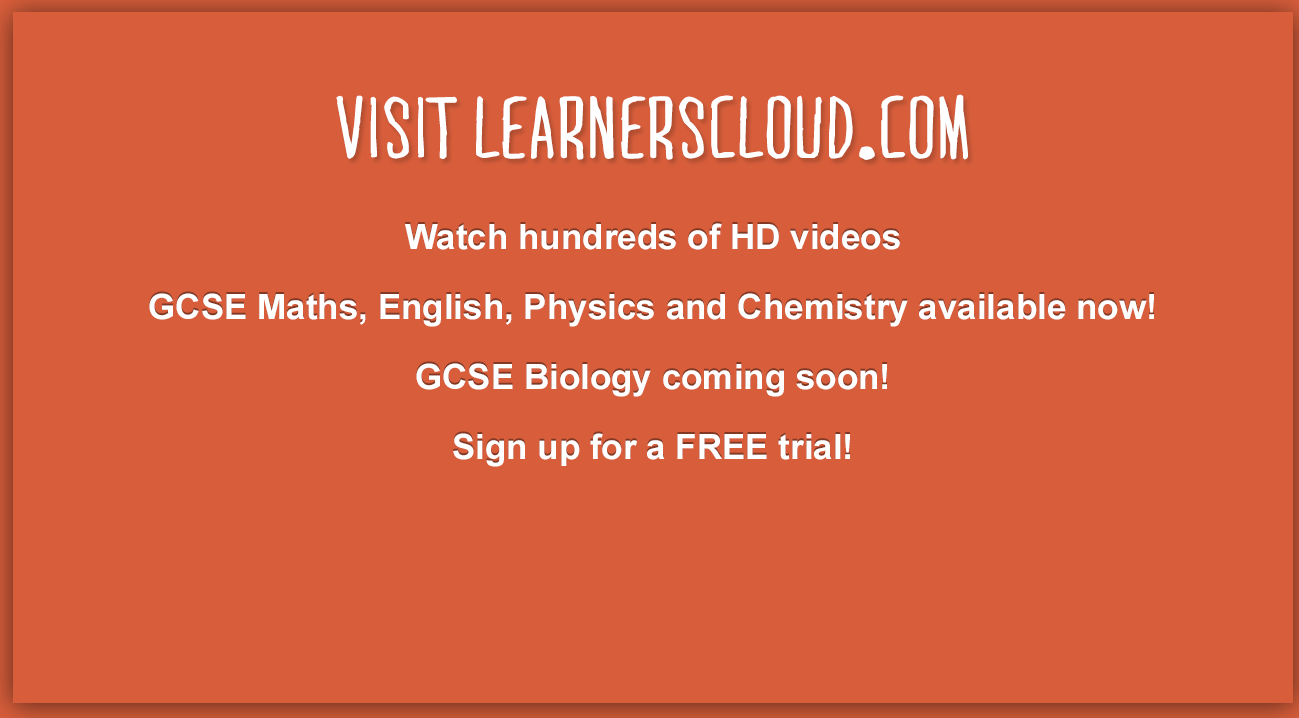 VISIT LEARNERSCLOUD.COM
Watch hundreds of HD videos
GCSE Maths, English, Physics and Chemistry available now!
GCSE Biology coming soon!
Sign up for a FREE trial!